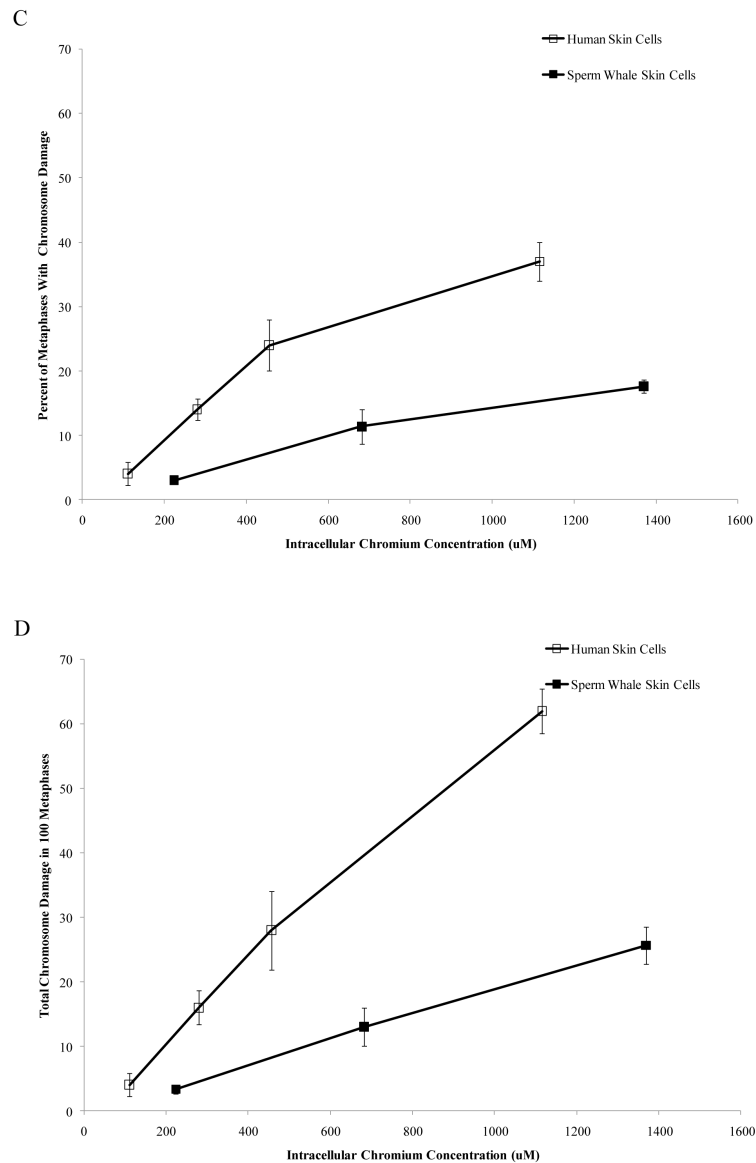 C
Human Skin Cells
Sperm Whale Skin Cells
70
60
50
40
30
20
10
0
Percent of Metaphases With Chromosome Damage
0 200 400 600 800 1000 1200 1400 1600
Intracellular Chromium Concentration (uM)
D
Human Skin Cells
Sperm Whale Skin Cells
70
60
50
40
30
20
10
0
Total Chromosome Damage in 100 Metaphases
0 200 400 600 800 1000 1200 1400 1600
Intracellular Chromium Concentration (uM)